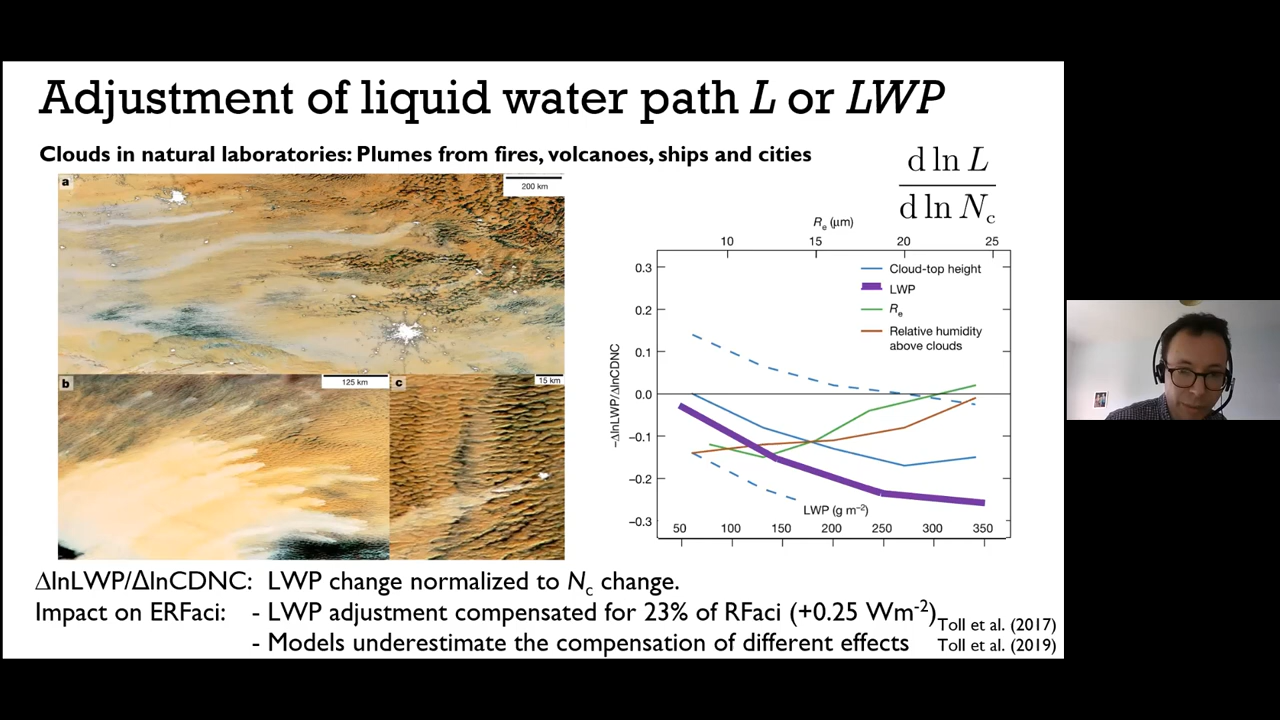 Adjustment of liquid water path L or LWP
Clouds in natural laboratories: Plumes from fires, volcanoes, ships and cities
d ln L
d ln Nc
a
200 km
b
125 km
c
15 km
Re (μm)
10 15 20 25
0.3
0.2
0.1
0.0
−0.1
−0.2
−0.3
−ΔlnLWP/ΔlnCDNC
Cloud-top height
LWP
Re
Relative humidity
above clouds
LWP (g m−2)
50 100 150 200 250 300 350
ΔlnLWP/ΔlnCDNC: LWP change normalized to Nc change.
Impact on ERFaci: - LWP adjustment compensated for 23% of RFaci (+0.25 Wm-2)
- Models underestimate the compensation of different effects
Toll et al. (2017)
Toll et al. (2019)